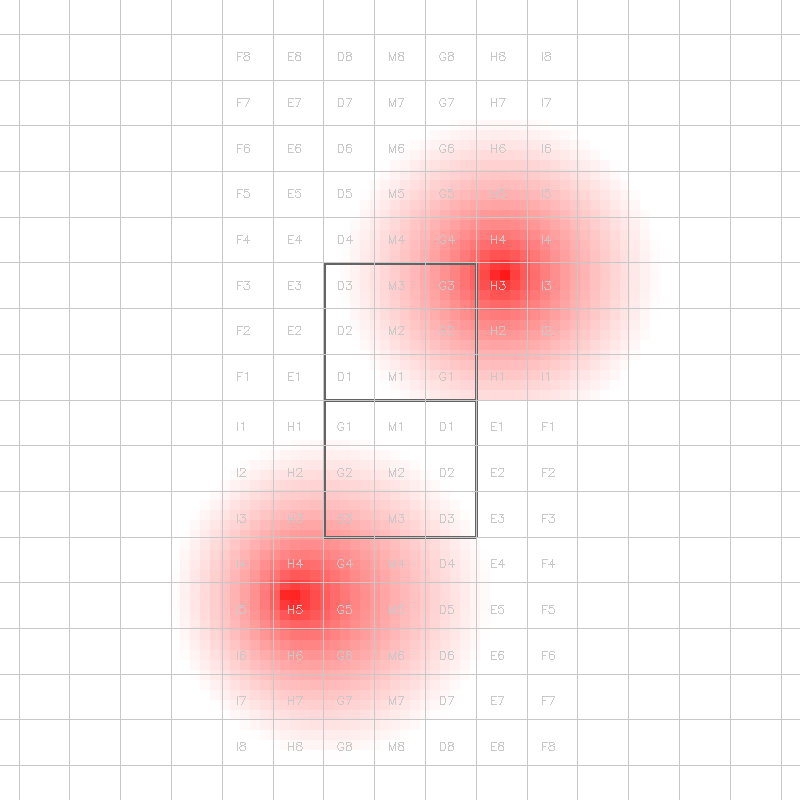 F8 E8 D8 M8 G8 H8 I8
F7 E7 D7 M7 G7 H7 I7
F6 E6 D6 M6 G6 H6 I6
F5 E5 D5 M5 G5 I5
F4 E4 D4 M4 G4 H4 I4
F3 E3 D3 M3 G3 H3 I3
F2 E2 D2 M2 G2 H2 I2
F1 E1 D1 M1 G1 H1 I1
I1 H1 G1 M1 D1 E1 F1
I2 H2 G2 M2 D2 E2 F2
I3 H3 G3 M3 D3 E3 F3
H4 G4 D4 E4 F4
H5 G5 D5 E5 F5
I6 H6 G6 M6 D6 E6 F6
I7 H7 G7 M7 D7 E7 F7
I8 H8 G8 M8 D8 E8 F8